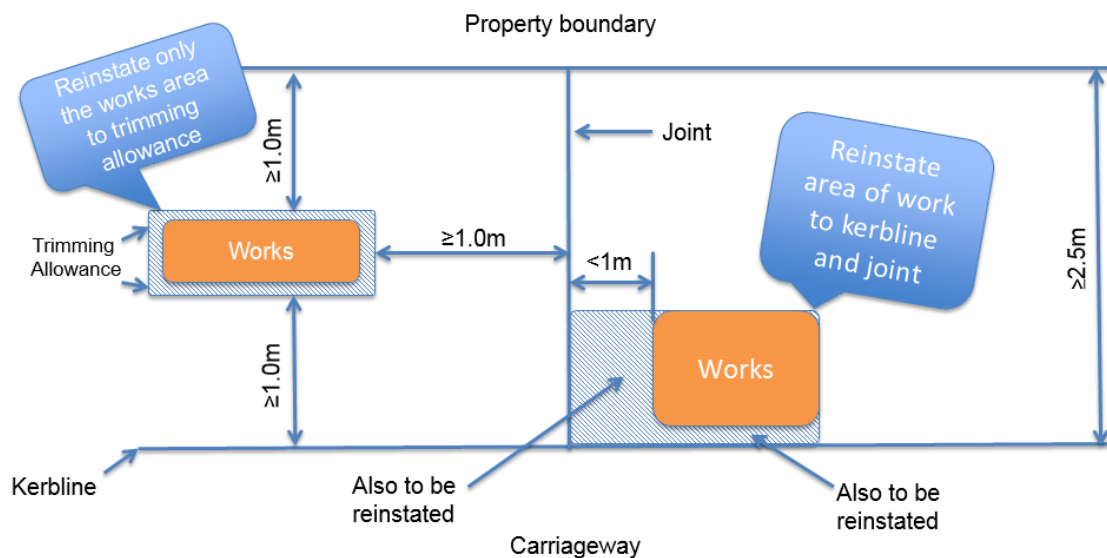 Property boundary
Reinstate only
the works area
to trimming
allowance
≥1.0m
Joint
Reinstate
area of work
to kerbline
and joint
≥2.5m
Trimming
Allowance
Works
≥1.0m
<1m
≥1.0m
Works
Kerbline
Also to be
reinstated
Also to be
reinstated
Carriageway